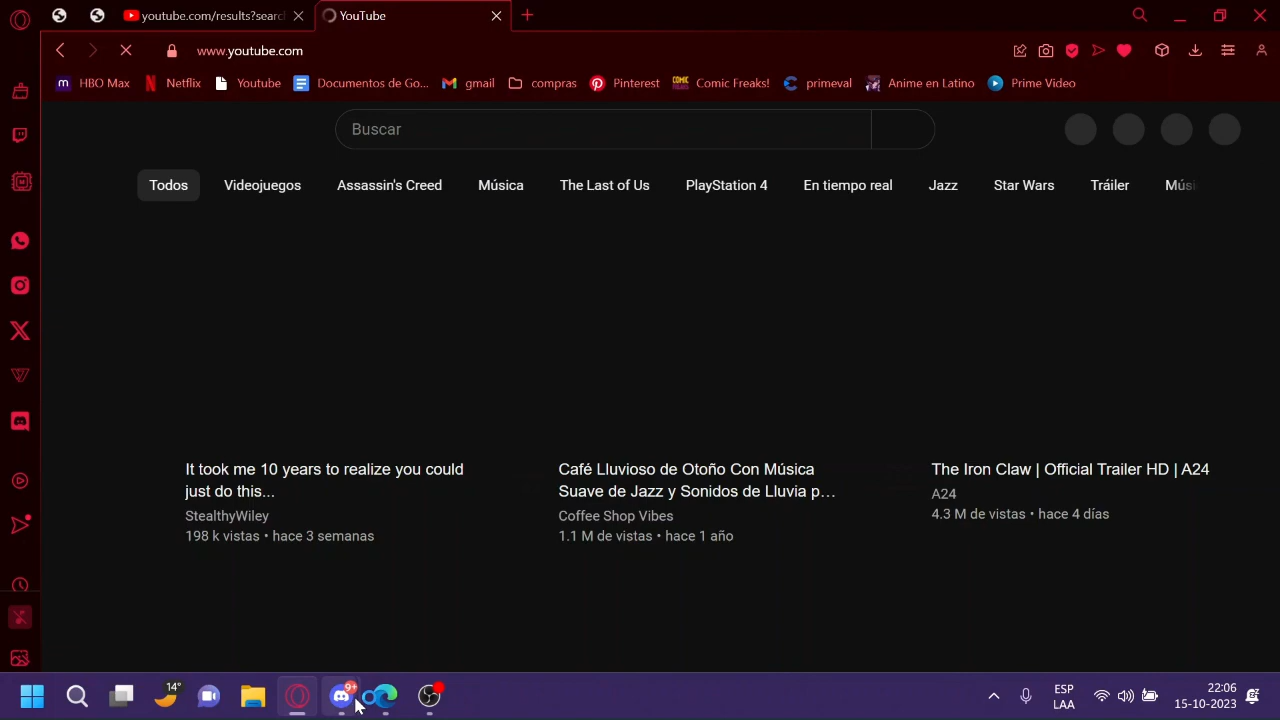 youtube.com/results?searc
YouTube
www.youtube.com
HBO Max
Netflix
Youtube
Documentos de Go...
gmail
compras
Pinterest
Comic Freaks!
primeval
Anime en Latino
Prime Video
Buscar
Todos
Videojuegos
Assassin's Creed
Música
The Last of Us
PlayStation 4
En tiempo real
Jazz
Star Wars
Tráiler
Músi
It took me 10 years to realize you could
just do this...
StealthyWiley
198 k vistas • hace 3 semanas
Café Lluvioso de Otoño Con Música
Suave de Jazz y Sonidos de Lluvia p...
Coffee Shop Vibes
1.1 M de vistas • hace 1 año
The Iron Claw | Official Trailer HD | A24
A24
4.3 M de vistas • hace 4 días
14°
9+
ESP
LAA
22:06
15-10-2023